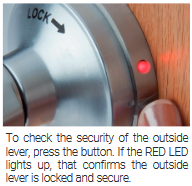 LOCK
To check the security of the outside
lever, press the button. If the RED LED
lights up, that confirms the outside
lever is locked and secure.